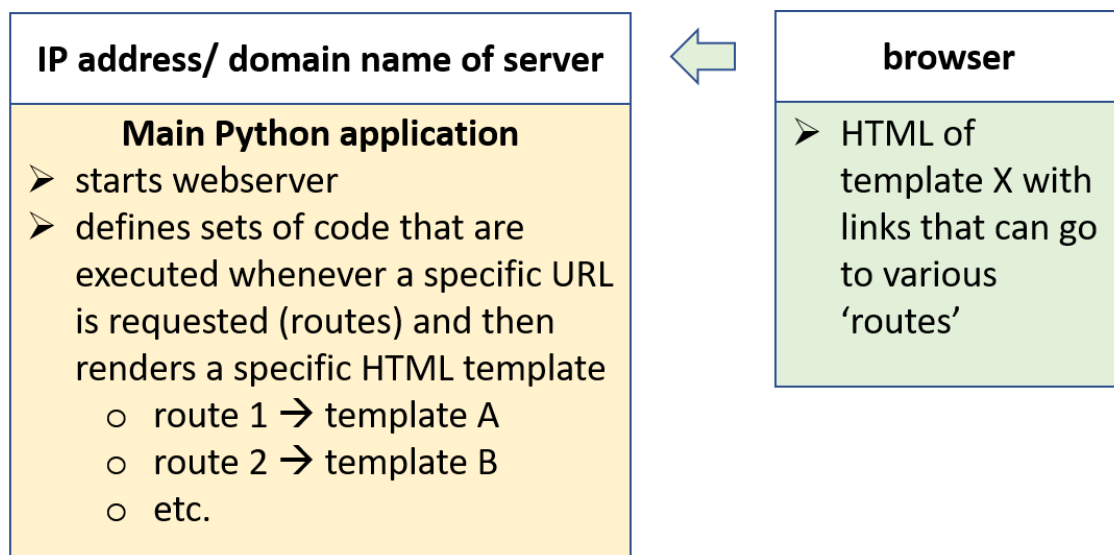 IP address/ domain name of server
Main Python application
➢ starts webserver
➢ defines sets of code that are
executed whenever a specific URL
is requested (routes) and then
renders a specific HTML template
o route 1 → template A
o route 2 → template B
o etc.
browser
➢ HTML of
template X with
links that can go
to various
‘routes’